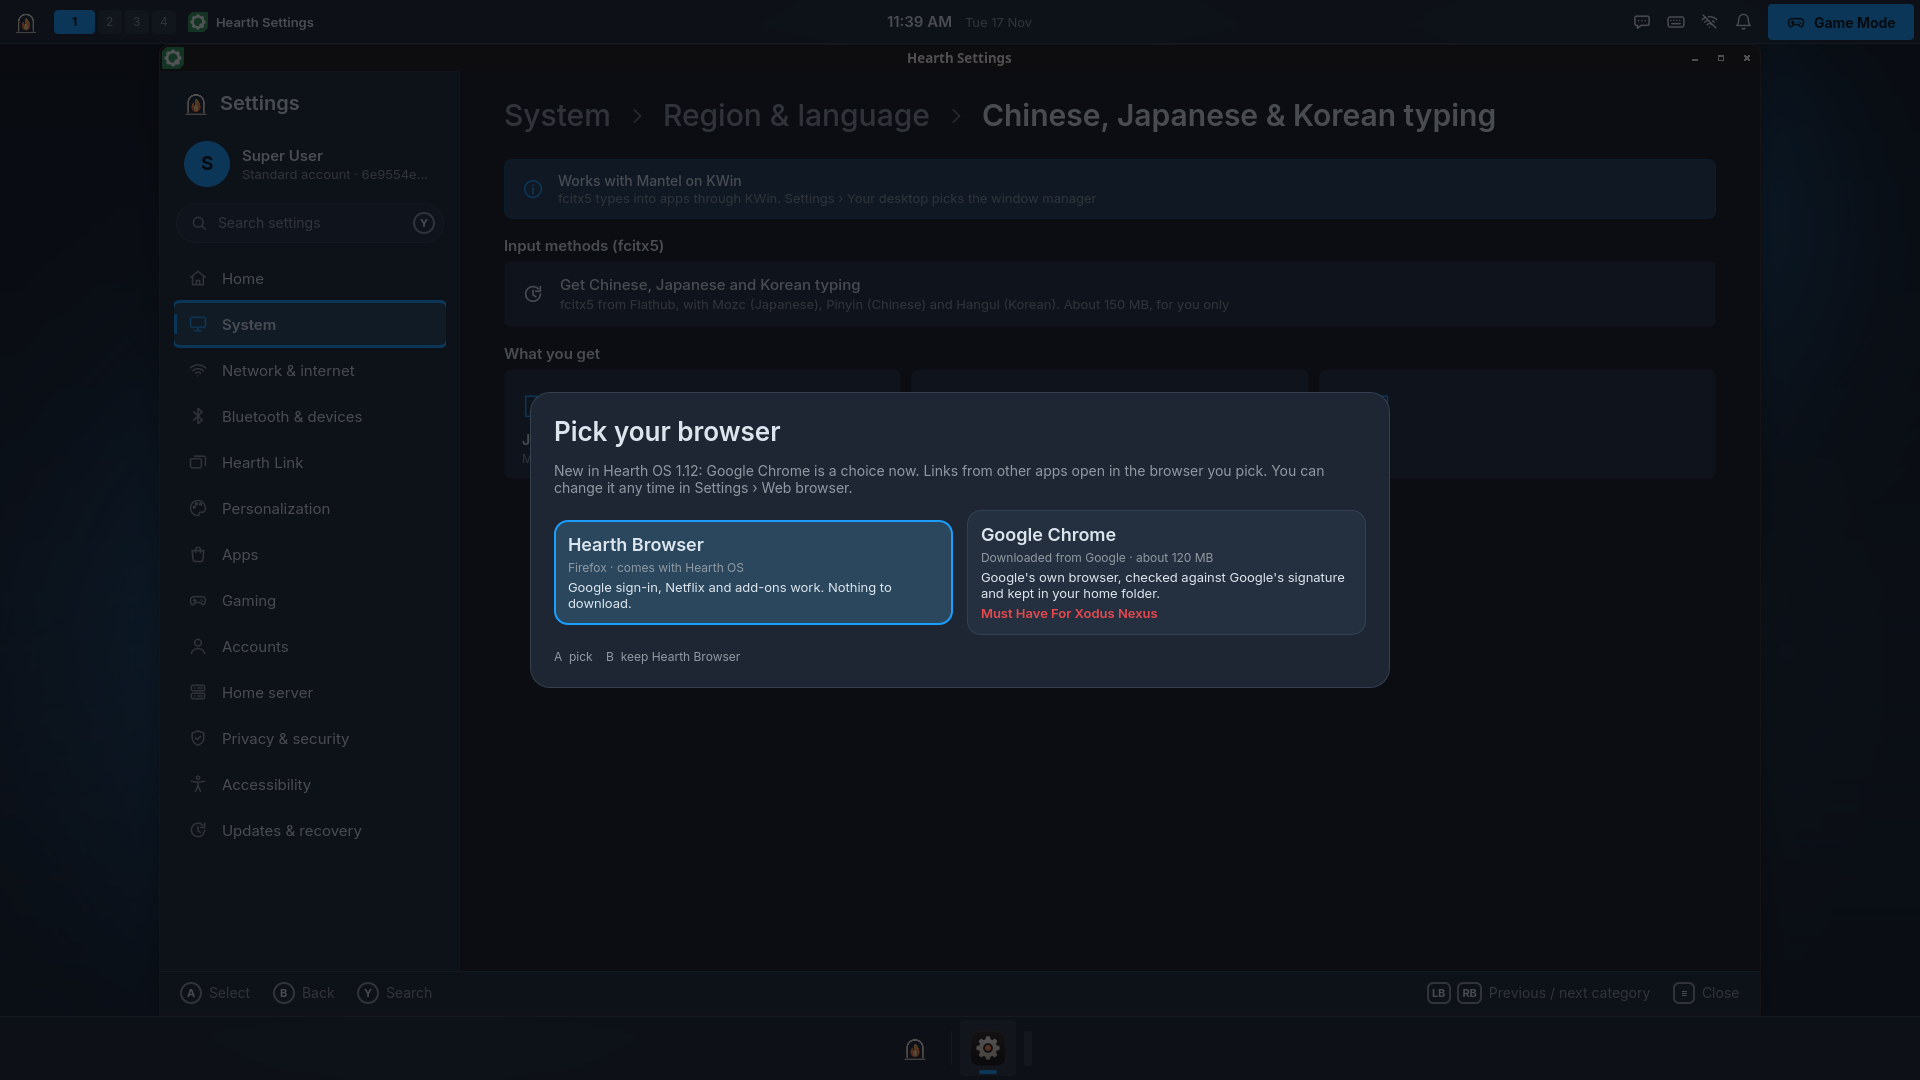 1 2 3 4 Hearth Settings
11:39 AM Tue 17 Nov
Game Mode
Hearth Settings
Settings
S
Super User
Standard account · 6e9554e...
Search settings Y
Home
System
Network & internet
Bluetooth & devices
Hearth Link
Personalization
Apps
Gaming
Accounts
Home server
Privacy & security
Accessibility
Updates & recovery
System › Region & language › Chinese, Japanese & Korean typing
Works with Mantel on KWin
fcitx5 types into apps through KWin. Settings › Your desktop picks the window manager
Input methods (fcitx5)
Get Chinese, Japanese and Korean typing
fcitx5 from Flathub, with Mozc (Japanese), Pinyin (Chinese) and Hangul (Korean). About 150 MB, for you only
What you get
J
M
Pick your browser
New in Hearth OS 1.12: Google Chrome is a choice now. Links from other apps open in the browser you pick. You can
change it any time in Settings › Web browser.
Hearth Browser
Firefox · comes with Hearth OS
Google sign-in, Netflix and add-ons work. Nothing to
download.
Google Chrome
Downloaded from Google · about 120 MB
Google's own browser, checked against Google's signature
and kept in your home folder.
Must Have For Xodus Nexus
A pick B keep Hearth Browser
A Select B Back Y Search
LB RB Previous / next category ≡ Close